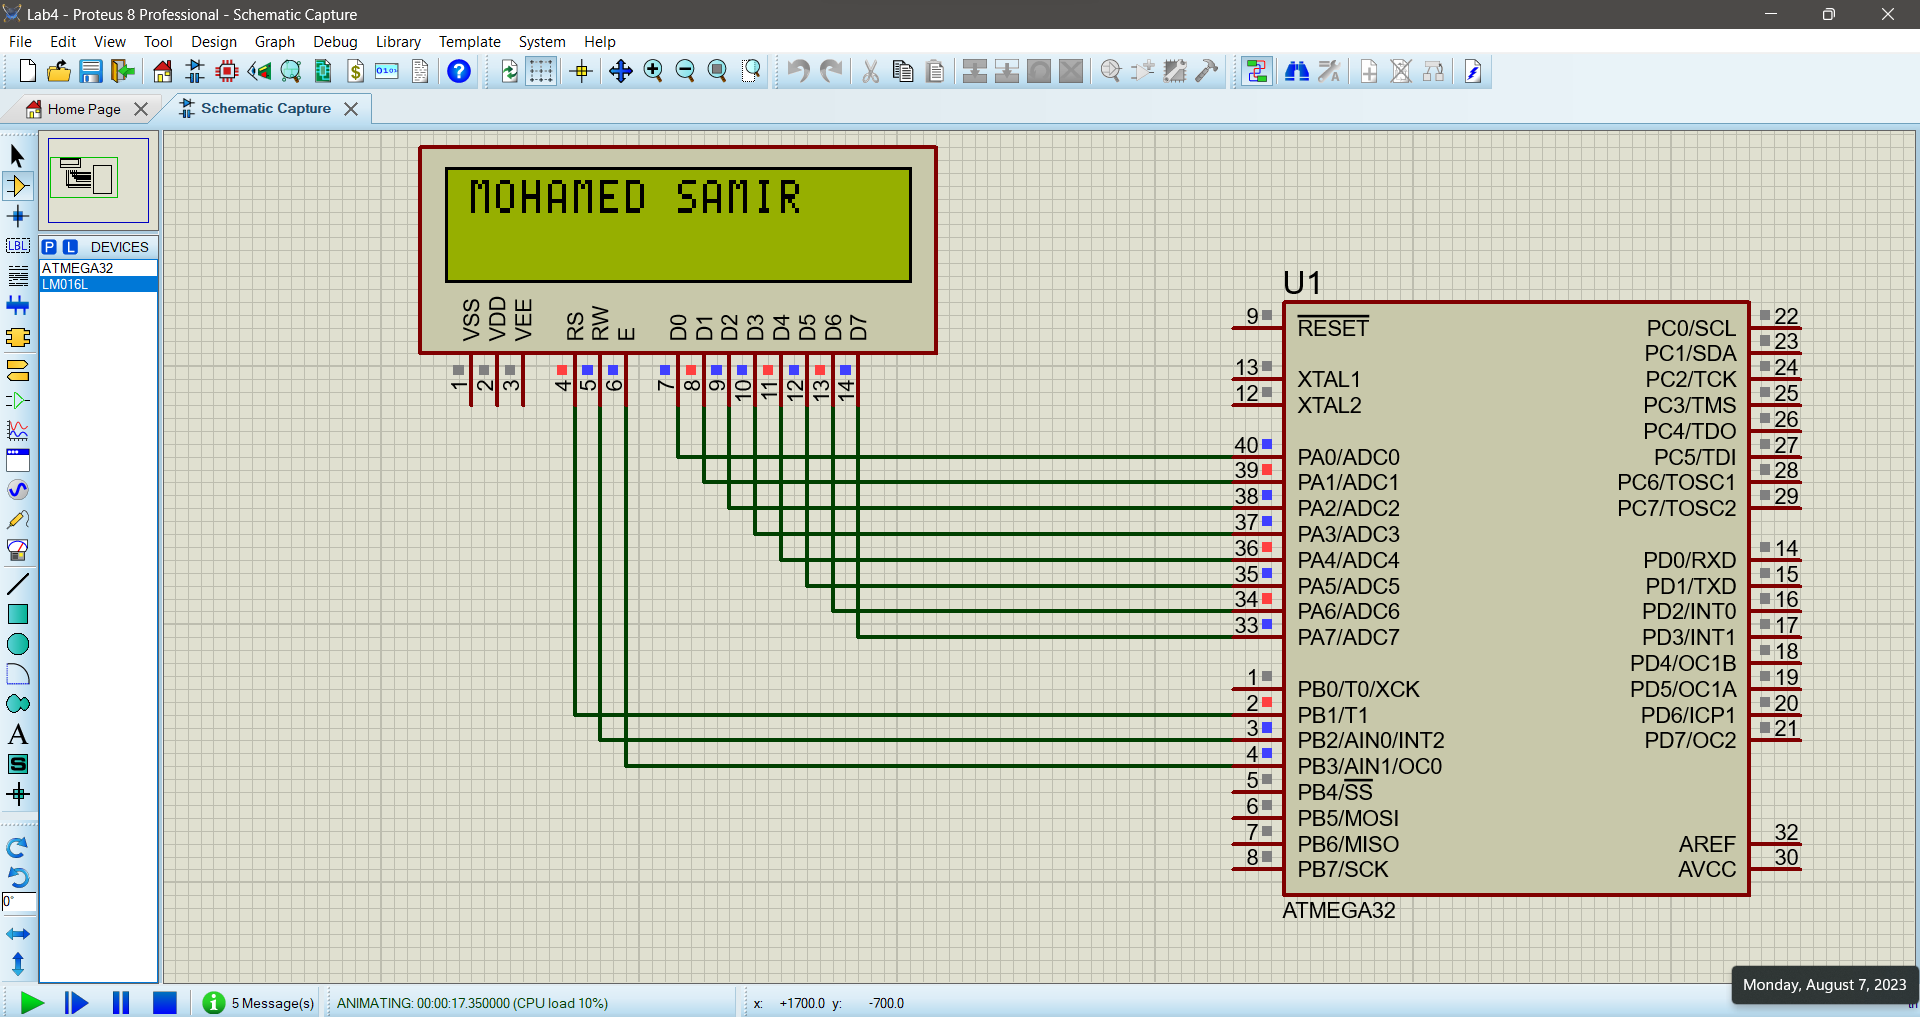 Lab4 - Proteus 8 Professional - Schematic Capture
File Edit View Tool Design Graph Debug Library Template System Help
Home Page Schematic Capture
P L DEVICES
ATMEGA32
LM016L
MOHAMED SAMIR
VSS VDD VEE RS RW E D0 D1 D2 D3 D4 D5 D6 D7
1 2 3 4 5 6 7 8 9 10 11 12 13 14
U1
9 RESET
13 XTAL1
12 XTAL2
40 PA0/ADC0
39 PA1/ADC1
38 PA2/ADC2
37 PA3/ADC3
36 PA4/ADC4
35 PA5/ADC5
34 PA6/ADC6
33 PA7/ADC7
1 PB0/T0/XCK
2 PB1/T1
3 PB2/AIN0/INT2
4 PB3/AIN1/OC0
5 PB4/SS
6 PB5/MOSI
7 PB6/MISO
8 PB7/SCK
PC0/SCL 22
PC1/SDA 23
PC2/TCK 24
PC3/TMS 25
PC4/TDO 26
PC5/TDI 27
PC6/TOSC1 28
PC7/TOSC2 29
PD0/RXD 14
PD1/TXD 15
PD2/INT0 16
PD3/INT1 17
PD4/OC1B 18
PD5/OC1A 19
PD6/ICP1 20
PD7/OC2 21
AREF 32
AVCC 30
ATMEGA32
LBL
A
S
0°
5 Message(s) ANIMATING: 00:00:17.350000 (CPU load 10%) x: +1700.0 y: -700.0
Monday, August 7, 2023